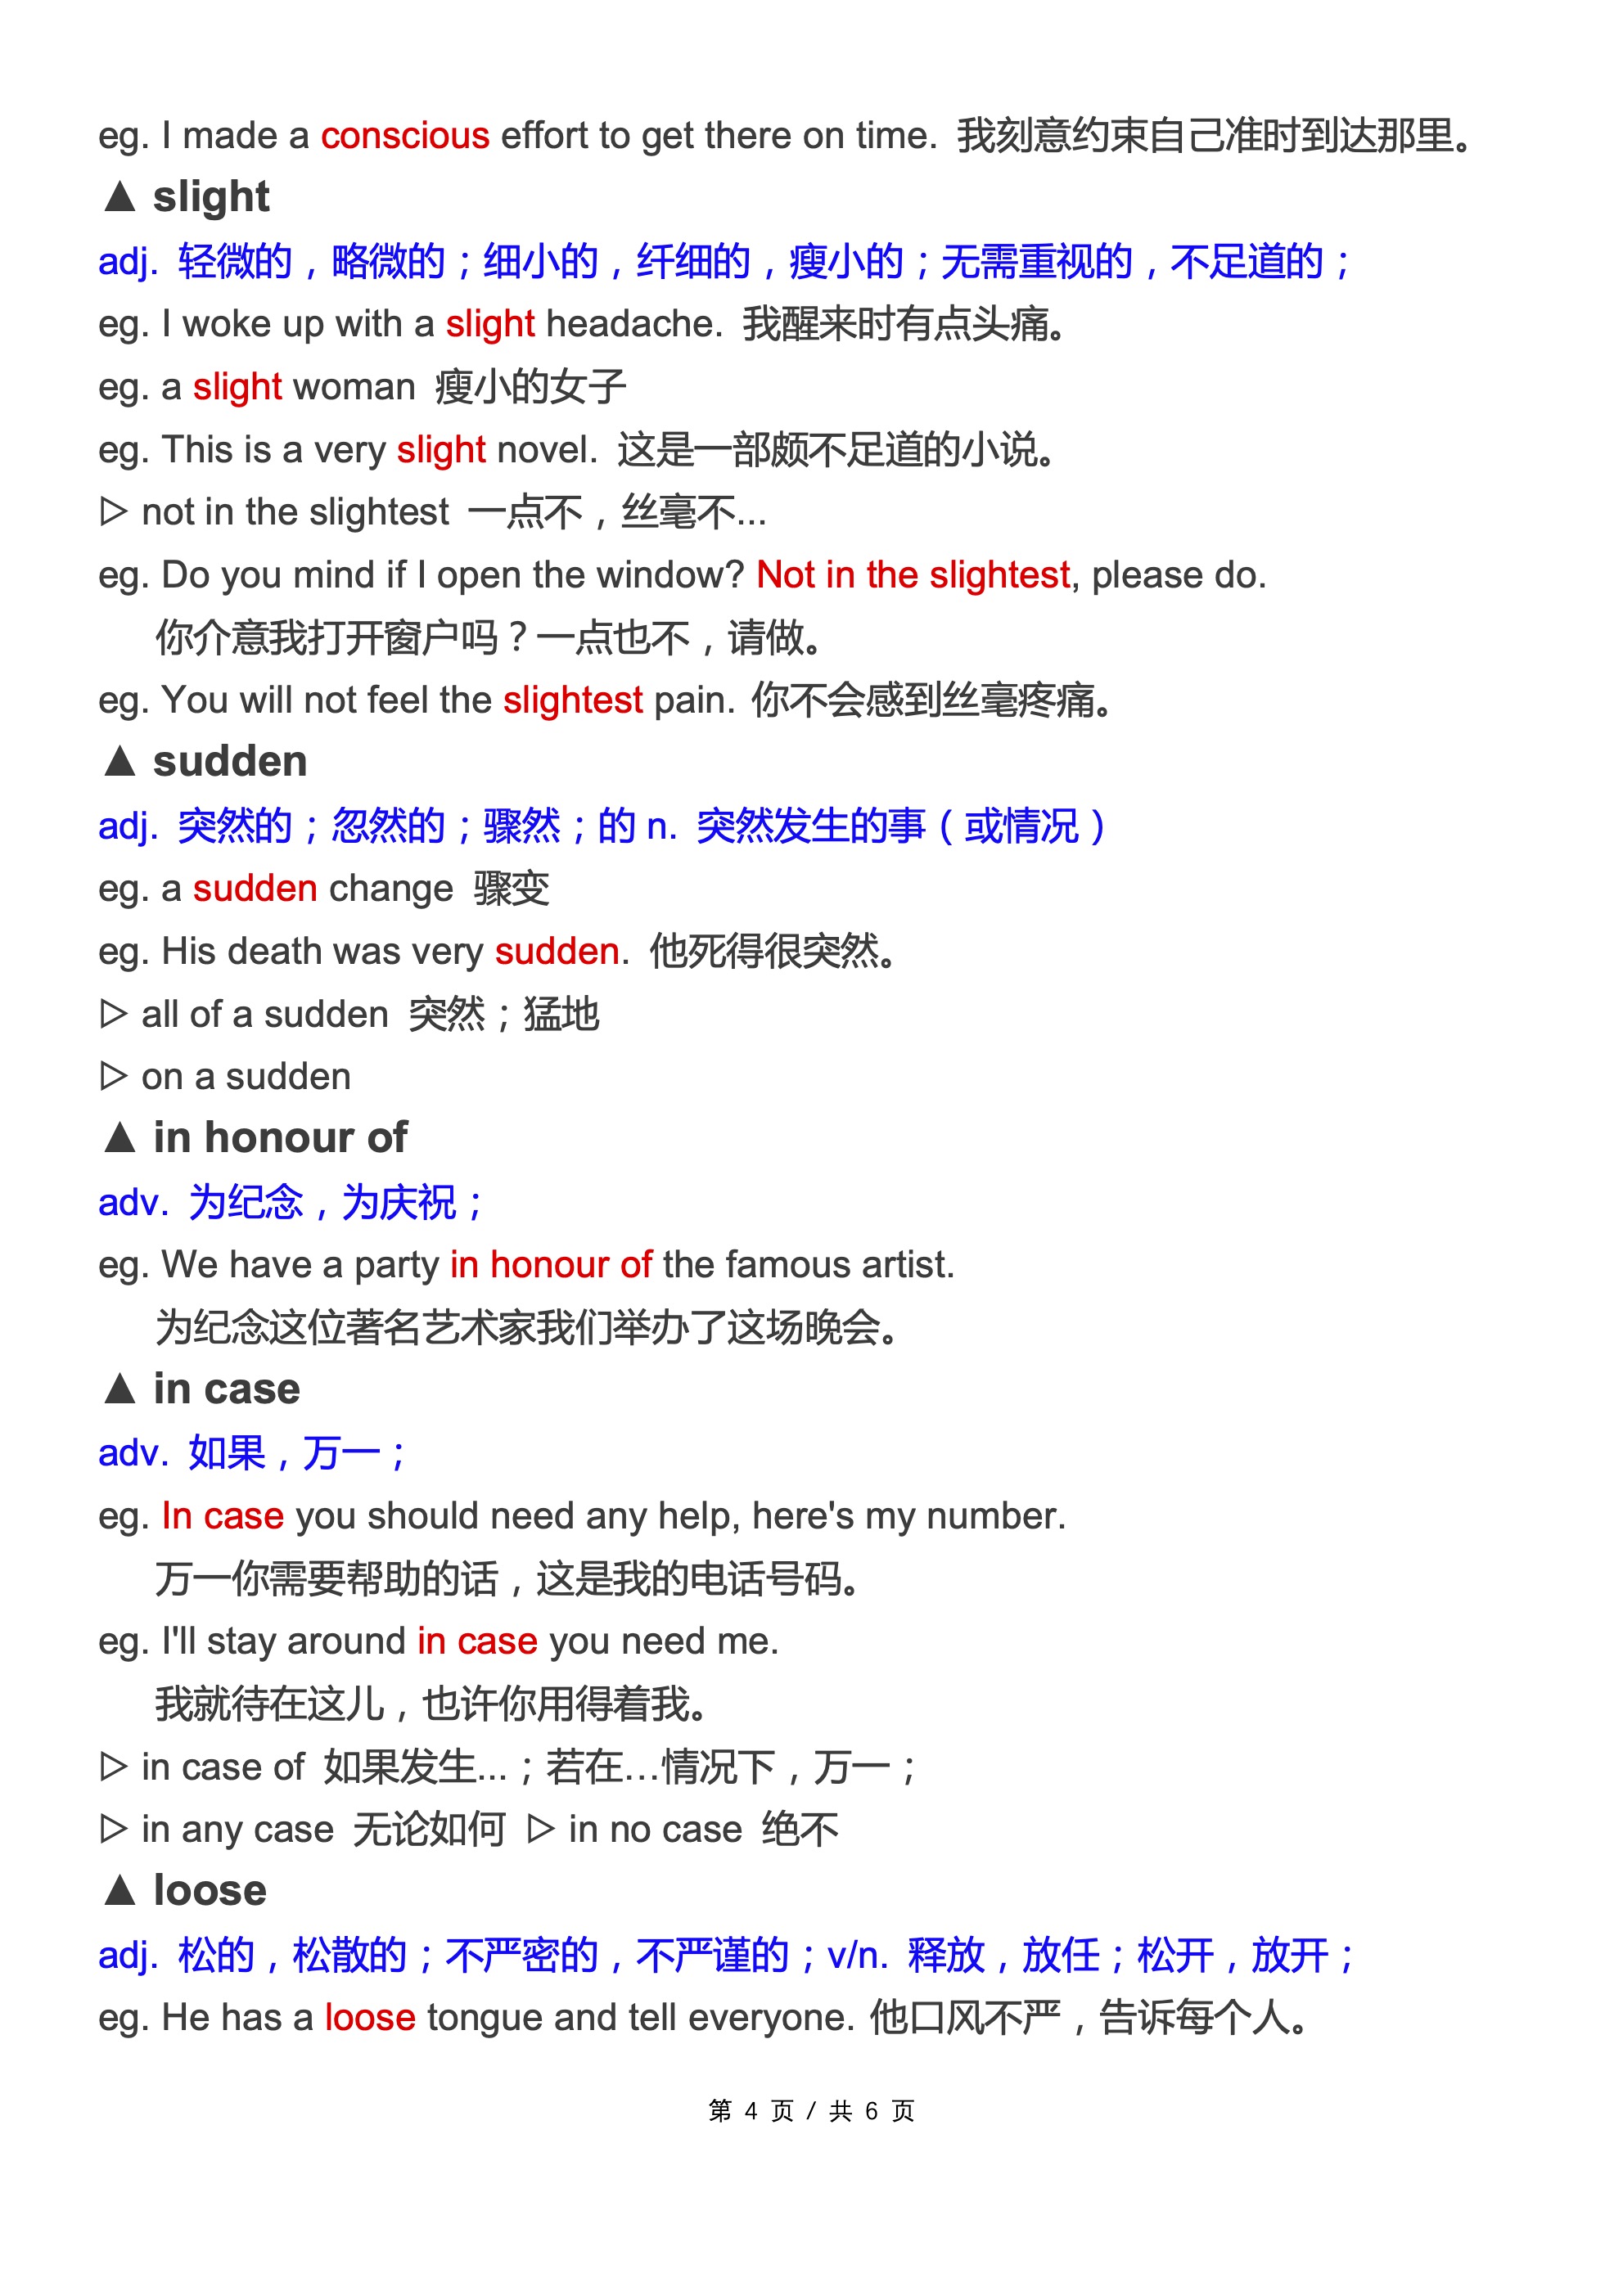 eg. I made a conscious effort to get there on time. 我刻意约束自己准时到达那里。
▲ slight
adj. 轻微的，略微的；细小的，纤细的，瘦小的；无需重视的，不足道的；
eg. I woke up with a slight headache. 我醒来时有点头痛。
eg. a slight woman 瘦小的女子
eg. This is a very slight novel. 这是一部颇不足道的小说。
▷ not in the slightest 一点不，丝毫不...
eg. Do you mind if I open the window? Not in the slightest, please do.
你介意我打开窗户吗？一点也不，请做。
eg. You will not feel the slightest pain. 你不会感到丝毫疼痛。
▲ sudden
adj. 突然的；忽然的；骤然；的 n. 突然发生的事（或情况）
eg. a sudden change 骤变
eg. His death was very sudden. 他死得很突然。
▷ all of a sudden 突然；猛地
▷ on a sudden
▲ in honour of
adv. 为纪念，为庆祝；
eg. We have a party in honour of the famous artist.
为纪念这位著名艺术家我们举办了这场晚会。
▲ in case
adv. 如果，万一；
eg. In case you should need any help, here's my number.
万一你需要帮助的话，这是我的电话号码。
eg. I'll stay around in case you need me.
我就待在这儿，也许你用得着我。
▷ in case of 如果发生...；若在…情况下，万一；
▷ in any case 无论如何 ▷ in no case 绝不
▲ loose
adj. 松的，松散的；不严密的，不严谨的；v/n. 释放，放任；松开，放开；
eg. He has a loose tongue and tell everyone. 他口风不严，告诉每个人。
第 4 页 / 共 6 页